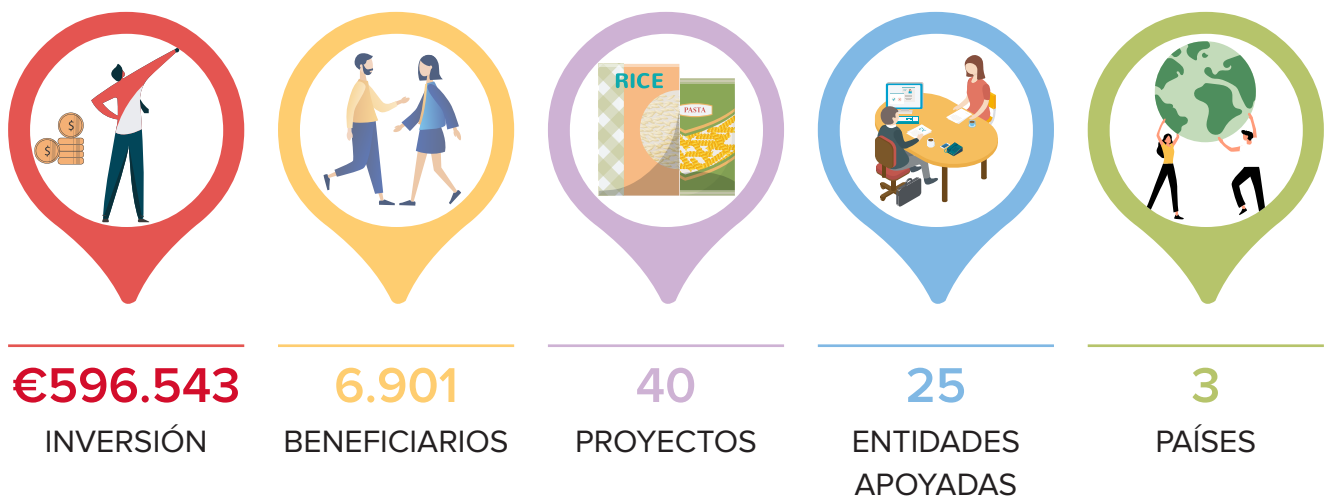 RICE
PASTA
$
$
€596.543
INVERSIÓN
6.901
BENEFICIARIOS
40
PROYECTOS
25
ENTIDADES
APOYADAS
3
PAÍSES